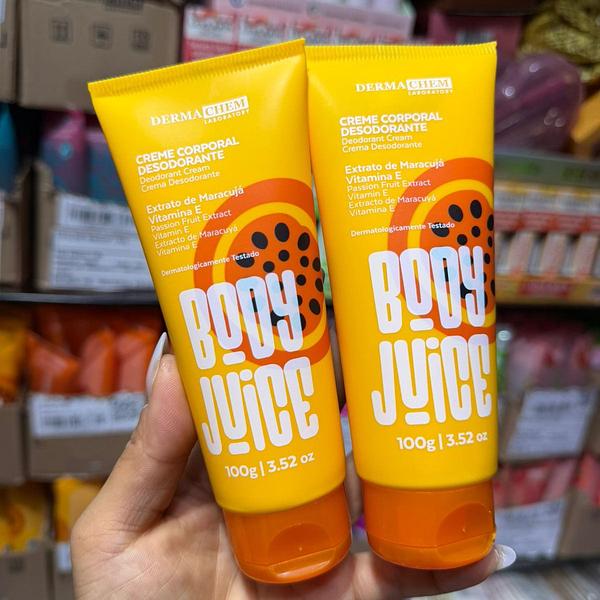 DERMACHEM
LABORATORY
CREME CORPORAL
DESODORANTE
Deodorant Cream
Crema Desodorante
Extrato de Maracujá
Vitamina E
Passion Fruit Extract
Vitamin E
Extracto de Maracuyá
Vitamina E
Dermatologicamente Testado
BODY
JUICE
100g | 3.52 oz
DERMACHEM
LABORATORY
CREME CORPORAL
DESODORANTE
Deodorant Cream
Crema Desodorante
Extrato de Maracujá
Vitamina E
Passion Fruit Extract
Vitamin E
Extracto de Maracuyá
Vitamina E
Dermatologicamente Testado
BODY
JUICE
100g | 3.52 oz